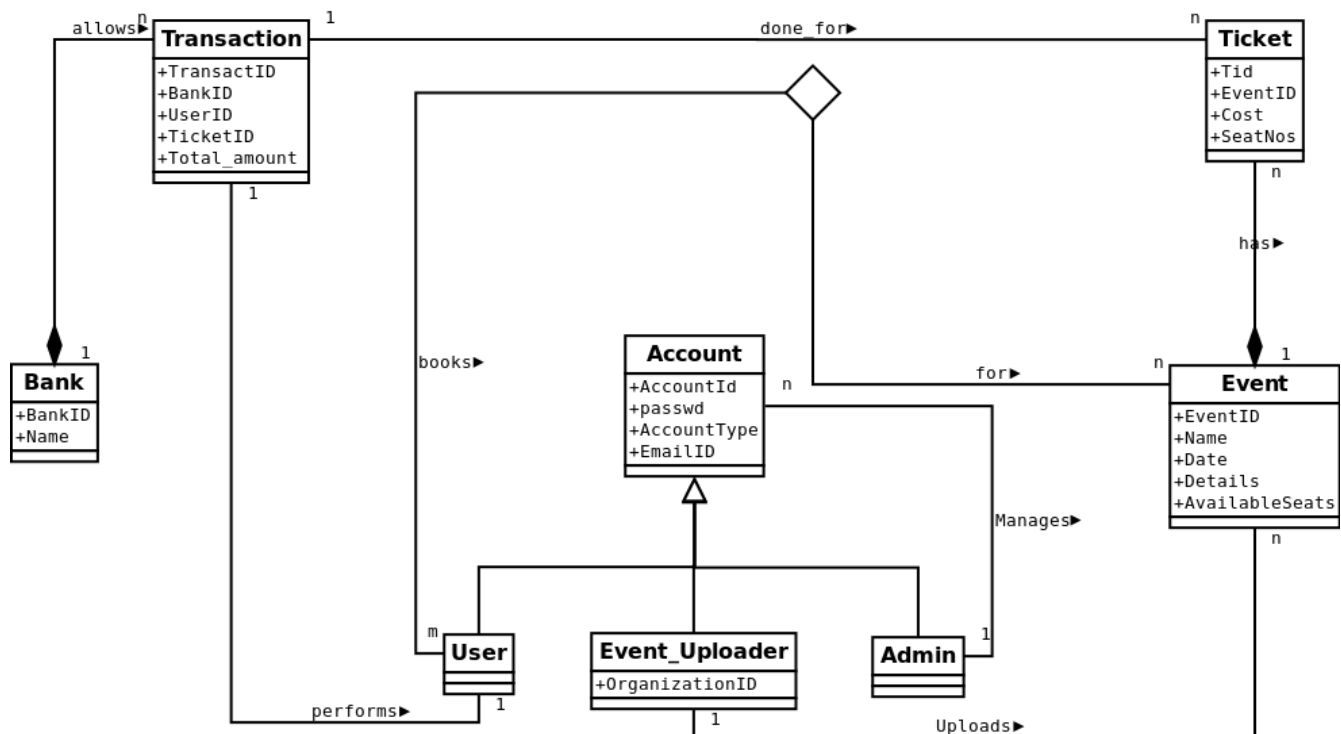 allows▶
n
1
done_for▶
n
Transaction
+TransactID
+BankID
+UserID
+TicketID
+Total_amount
1
Ticket
+Tid
+EventID
+Cost
+SeatNos
n
has▶
1
Bank
+BankID
+Name
books▶
Account
+AccountId
+passwd
+AccountType
+EmailID
n
for▶
n
1
Event
+EventID
+Name
+Date
+Details
+AvailableSeats
n
Manages▶
m
User
1
performs▶
Event_Uploader
+OrganizationID
1
Admin
1
Uploads▶